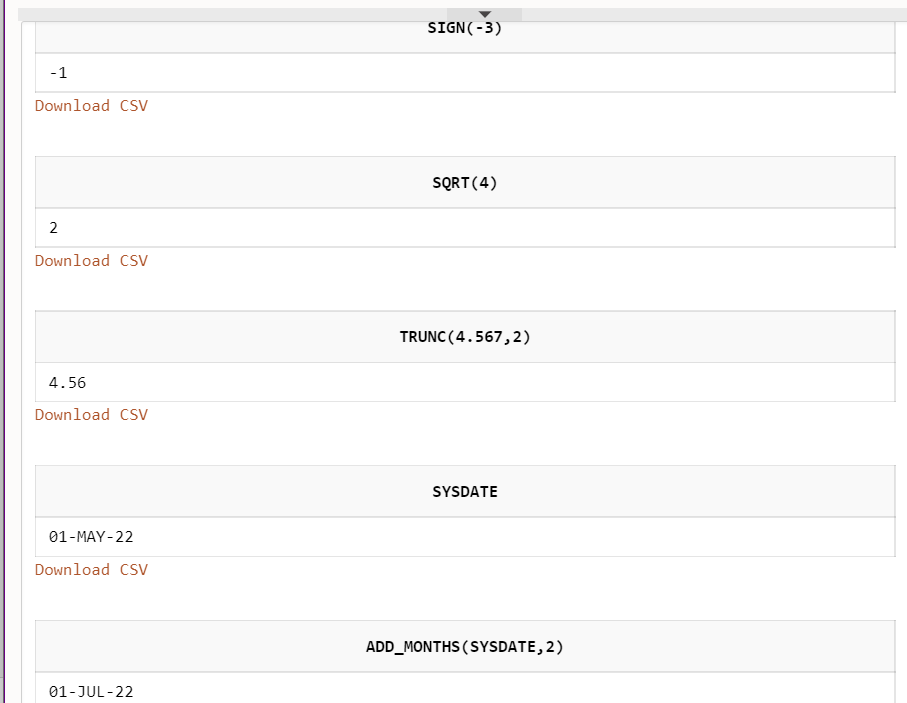 SIGN(-3)
-1
Download CSV
SQRT(4)
2
Download CSV
TRUNC(4.567,2)
4.56
Download CSV
SYSDATE
01-MAY-22
Download CSV
ADD_MONTHS(SYSDATE,2)
01-JUL-22